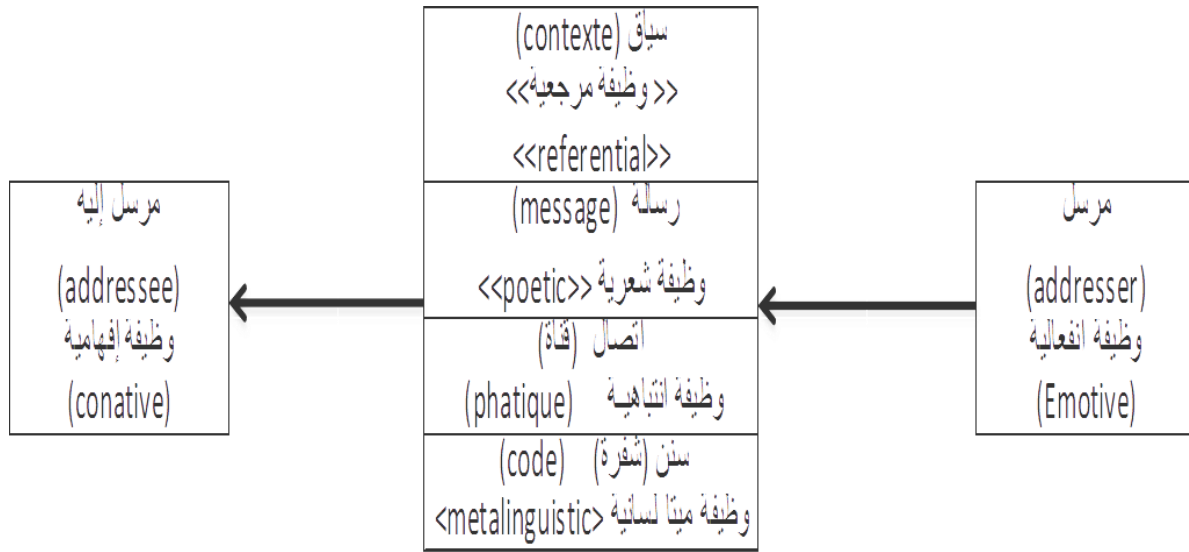 مرسل
(addresser)
وظيفة انفعالية
(Emotive)
سياق (contexte)
<<وظيفة مرجعية>>
<<referential>>
رسالة (message)
وظيفة شعرية <<poetic>>
اتصال (قناة)
وظيفة انتباهية (phatique)
سنن (شفرة) (code)
وظيفة ميتا لسانية <metalinguistic>
مرسل إليه
(addressee)
وظيفة إفهامية
(conative)